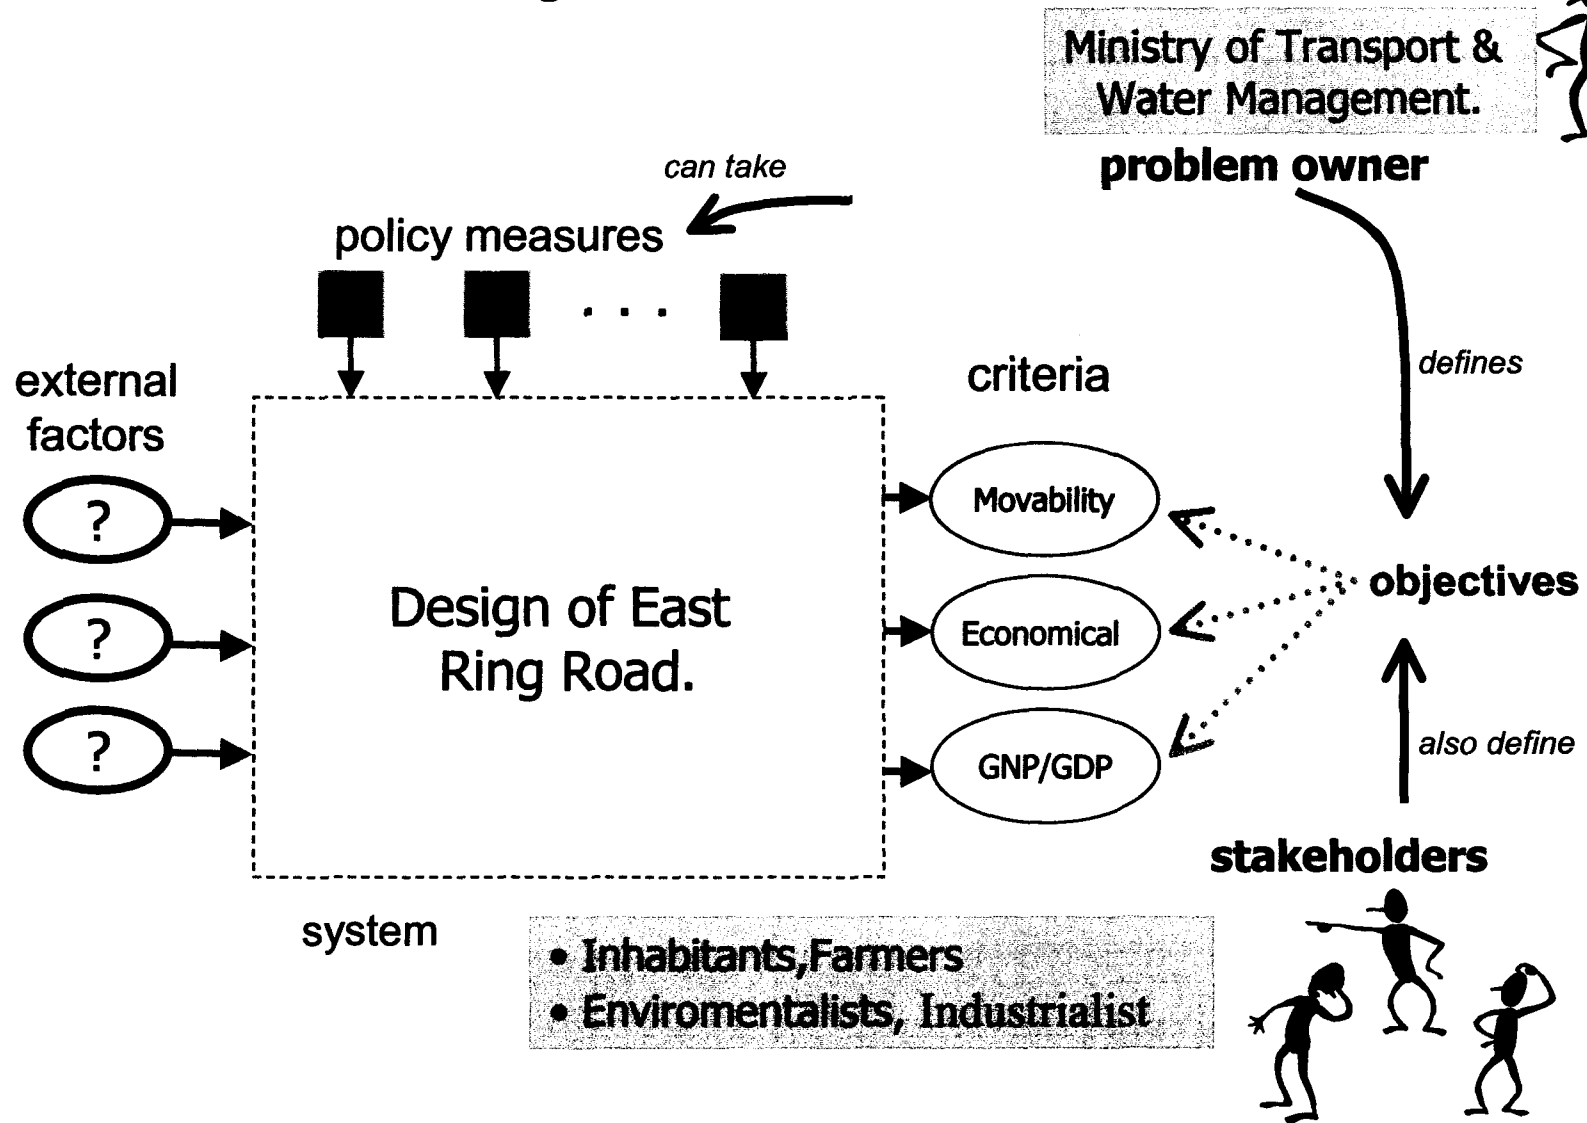 Ministry of Transport &
Water Management.
problem owner
can take
policy measures
. . .
defines
external
factors
criteria
?
?
?
Design of East
Ring Road.
Movability
Economical
GNP/GDP
objectives
also define
stakeholders
system
• Inhabitants,Farmers
• Enviromentalists, Industrialist